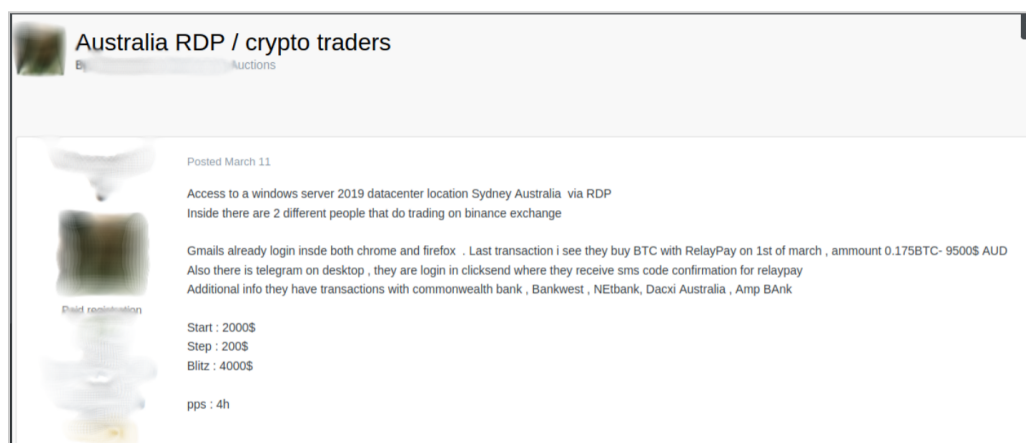 Australia RDP / crypto traders
Auctions
Posted March 11
Access to a windows server 2019 datacenter location Sydney Australia via RDP
Inside there are 2 different people that do trading on binance exchange
Gmails already login insde both chrome and firefox . Last transaction i see they buy BTC with RelayPay on 1st of march , ammount 0.175BTC- 9500$ AUD
Also there is telegram on desktop , they are login in clicksend where they receive sms code confirmation for relaypay
Additional info they have transactions with commonwealth bank , Bankwest , NEtbank, Dacxi Australia , Amp BAnk
Paid registration
Start : 2000$
Step : 200$
Blitz : 4000$
pps : 4h